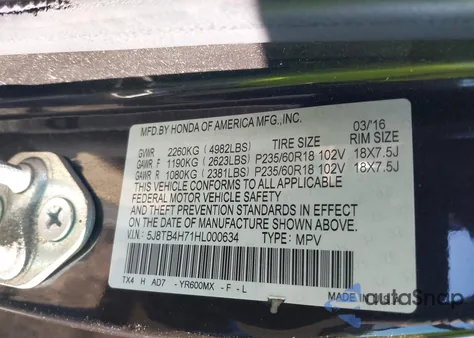 MFD.BY HONDA OF AMERICA MFG.,INC. 03/16
GVWR 2260KG (4982LBS) TIRE SIZE RIM SIZE
GAWR F 1190KG (2623LBS) P235/60R18 102V 18X7.5J
GAWR R 1080KG (2381LBS) P235/60R18 102V 18X7.5J
THIS VEHICLE CONFORMS TO ALL APPLICABLE
FEDERAL MOTOR VEHICLE SAFETY
AND THEFT PREVENTION STANDARDS IN EFFECT
ON THE DATE OF MANUFACTURE SHOWN ABOVE.
V.I.N.: 5J8TB4H71HL000634 TYPE: MPV
TX4 H AD7 -YR600MX -F -L
MADE IN
autoSnap